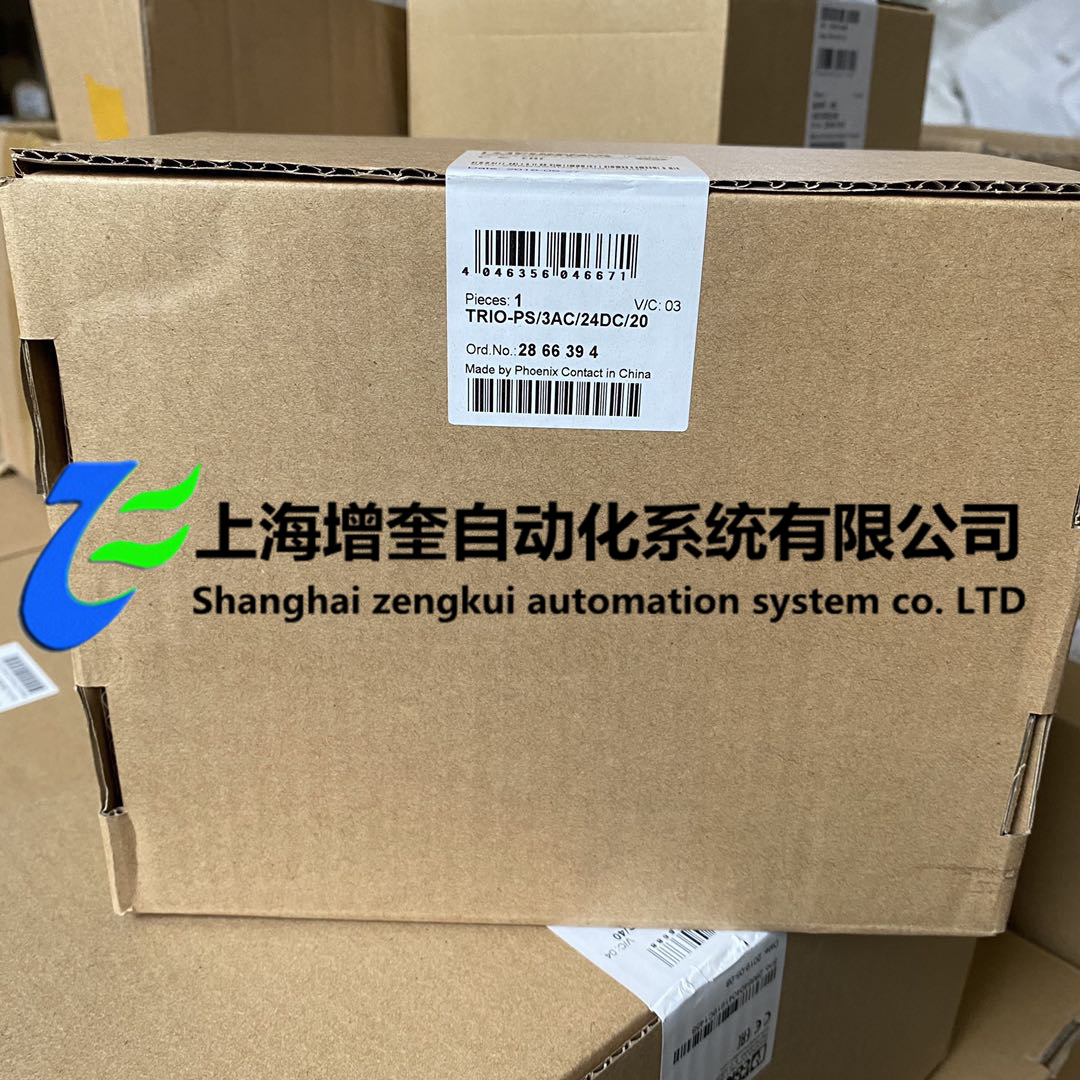 4 046356 046671
Pieces: 1
V/C: 03
TRIO-PS/3AC/24DC/20
Ord.No.: 28 66 39 4
Made by Phoenix Contact in China
上海增奎自动化系统有限公司
Shanghai zengkui automation system co. LTD
/40
V/C: 04